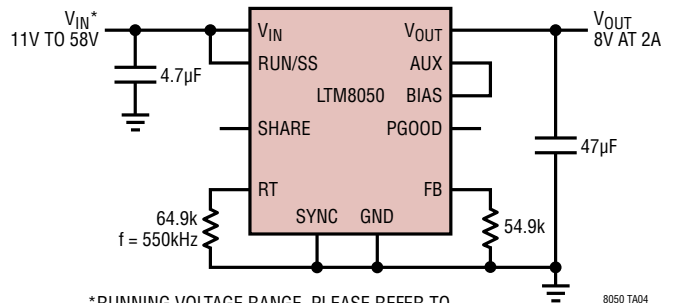 VIN*
11V TO 58V
4.7µF
VIN
RUN/SS
SHARE
RT
SYNC
GND
LTM8050
VOUT
AUX
BIAS
PGOOD
FB
VOUT
8V AT 2A
47µF
64.9k
f = 550kHz
54.9k
*RUNNING VOLTAGE RANGE. PLEASE REFER TO
8050 TA04